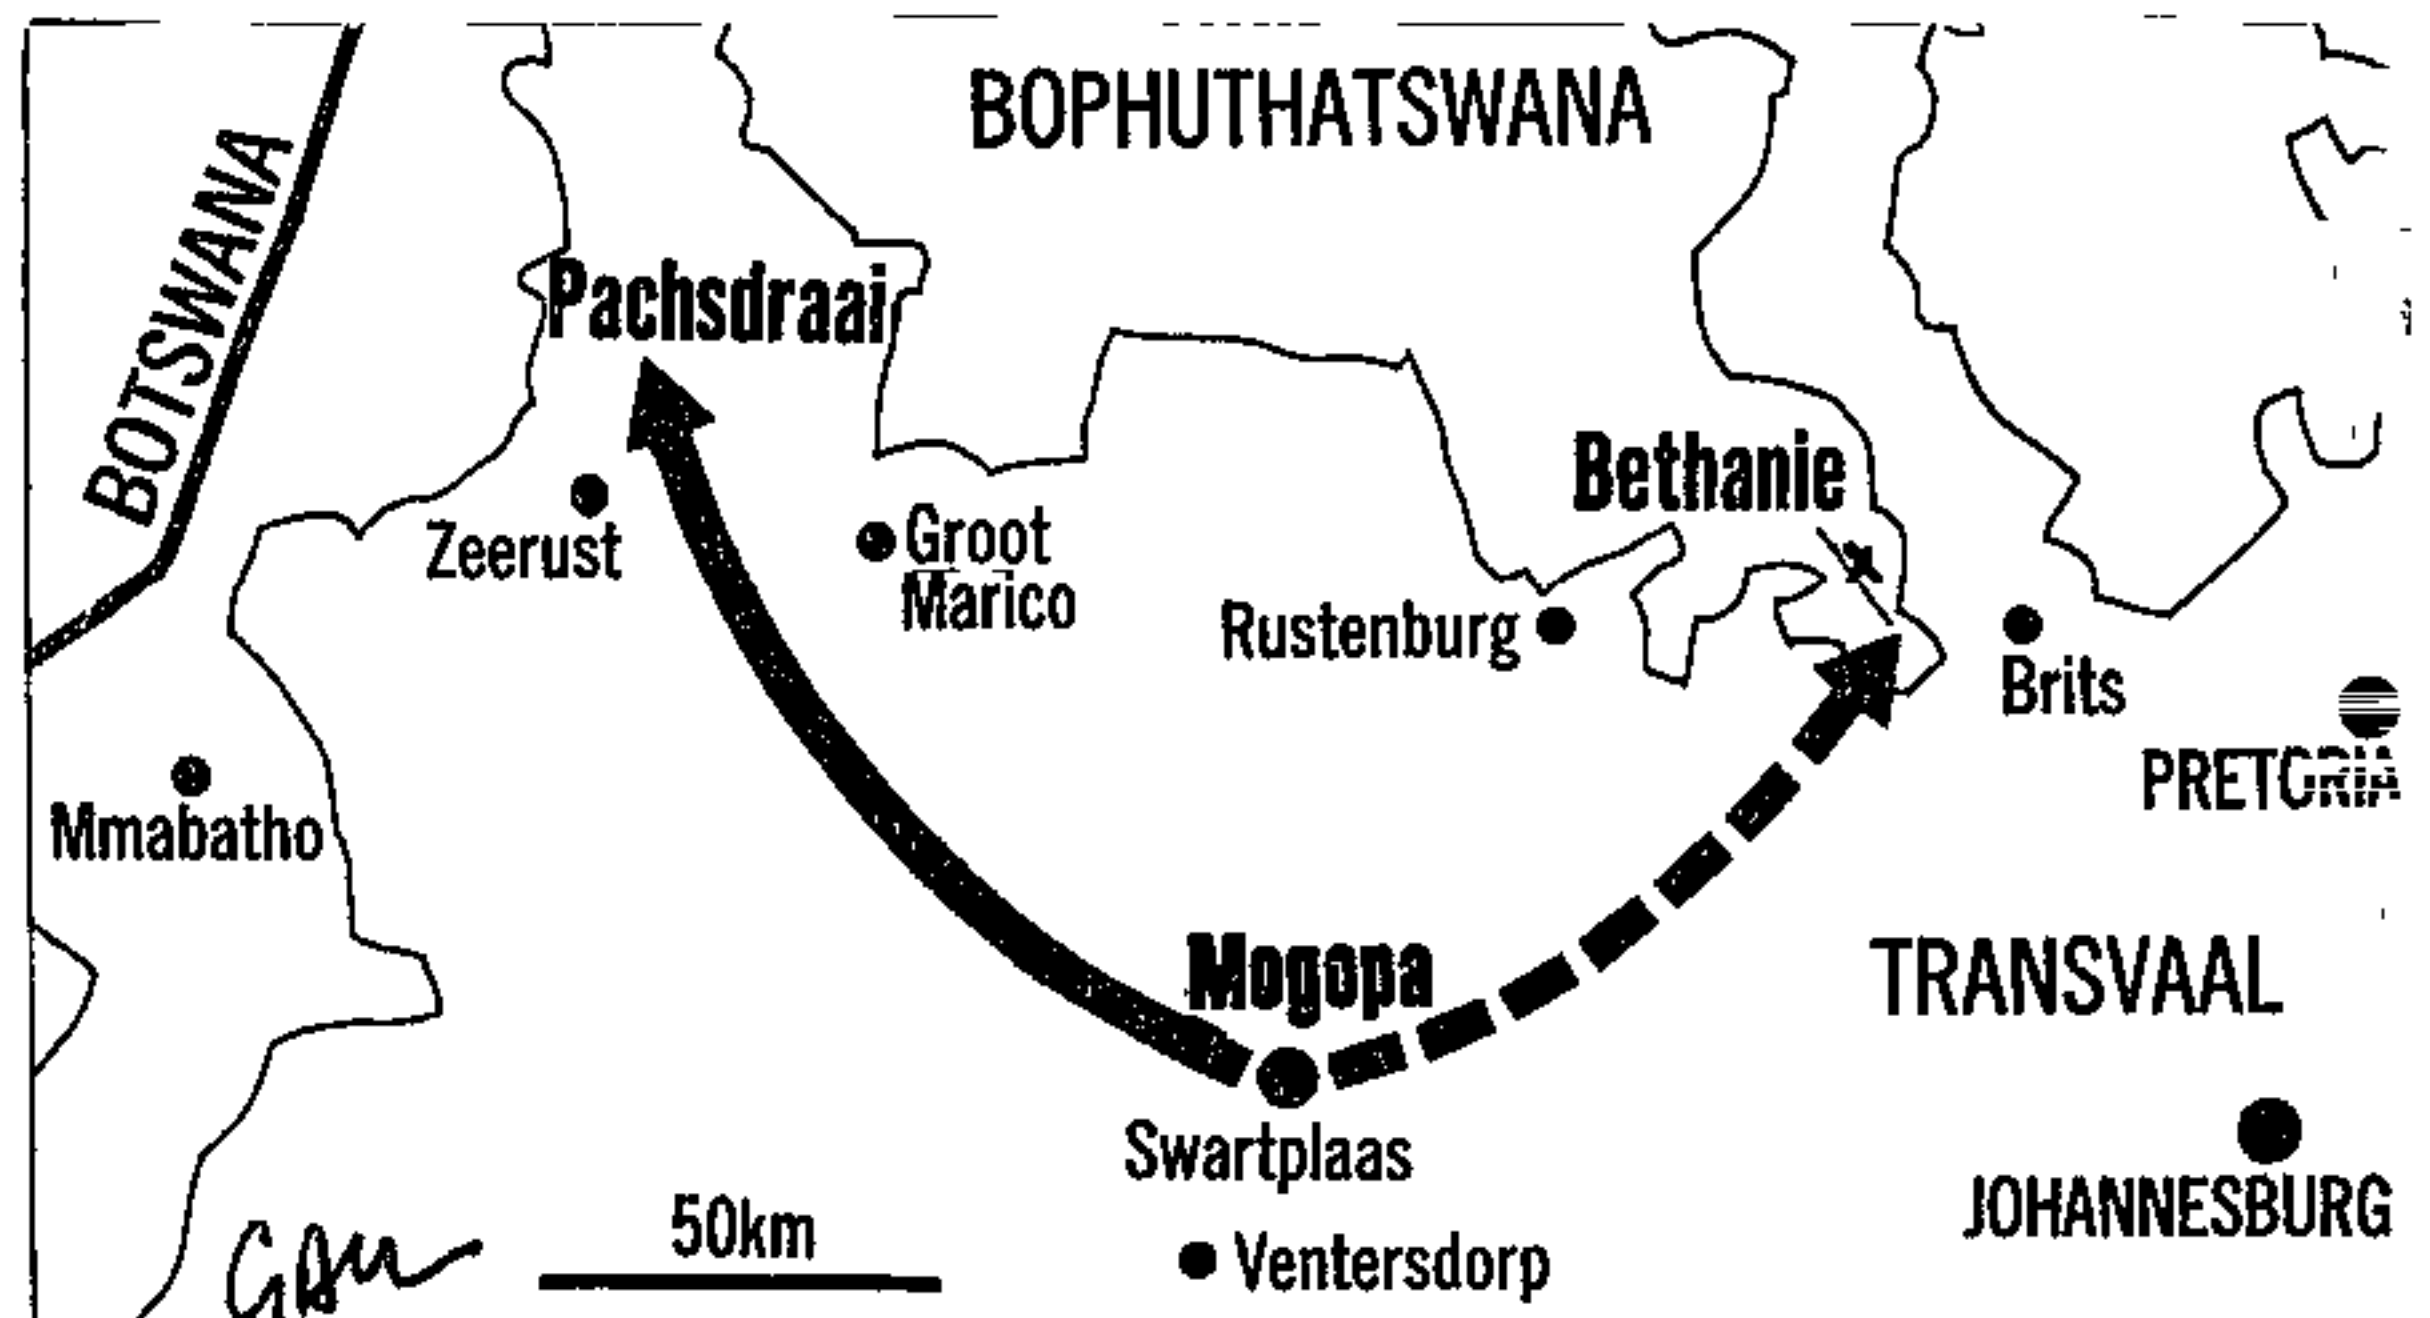 BOPHUTHATSWANA
BOTSWANA
Pachsdraai
Bethanie
Zeerust
Groot
Marico
Rustenburg
Brits
PRETORIA
Mmabatho
Mogopa
TRANSVAAL
Swartplaas
JOHANNESBURG
50km
Ventersdorp